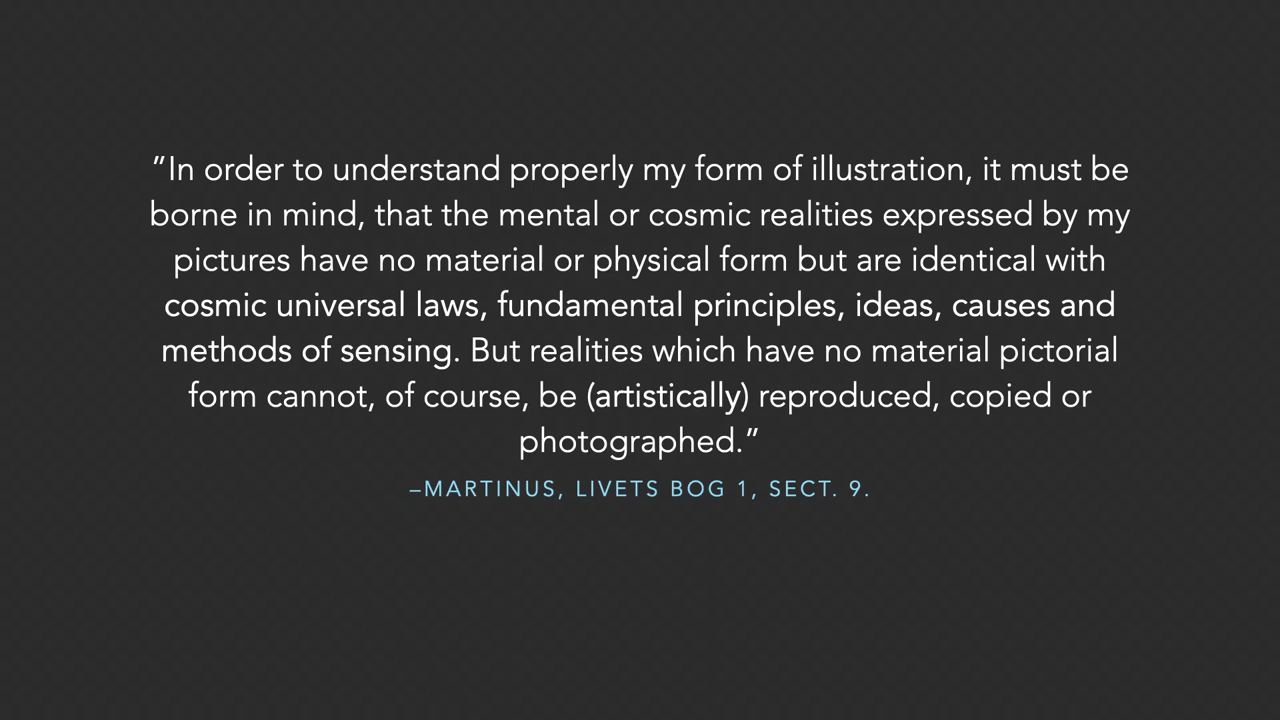 ”In order to understand properly my form of illustration, it must be
borne in mind, that the mental or cosmic realities expressed by my
pictures have no material or physical form but are identical with
cosmic universal laws, fundamental principles, ideas, causes and
methods of sensing. But realities which have no material pictorial
form cannot, of course, be (artistically) reproduced, copied or
photographed.”
–MARTINUS, LIVETS BOG 1, SECT. 9.